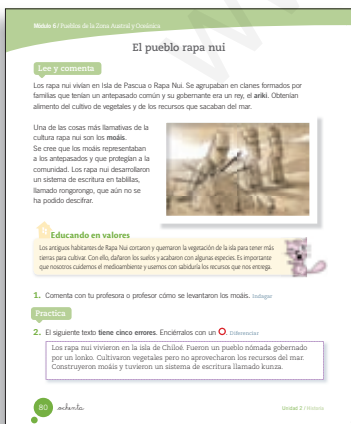 Módulo 6 / Pueblos de la Zona Austral y Oceánica
El pueblo rapa nui
Lee y comenta
Los rapa nui vivían en Isla de Pascua o Rapa Nui. Se agrupaban en clanes formados por
familias que tenían un antepasado común y su gobernante era un rey, el ariki. Obtenían
alimento del cultivo de vegetales y de los recursos que sacaban del mar.
Una de las cosas más llamativas de la
cultura rapa nui son los moáis.
Se cree que los moáis representaban
a los antepasados y que protegían a la
comunidad. Los rapa nui desarrollaron
un sistema de escritura en tablillas,
llamado rongorongo, que aún no se
ha podido descifrar.
Educando en valores
Los antiguos habitantes de Rapa Nui cortaron y quemaron la vegetación de la isla para tener más
tierras para cultivar. Con ello, dañaron los suelos y acabaron con algunas especies. Es importante
que nosotros cuidemos el medioambiente y usemos con sabiduría los recursos que nos entrega.
1. Comenta con tu profesora o profesor cómo se levantaron los moáis. Indagar
Practica
2. El siguiente texto tiene cinco errores. Enciérralos con un O. Diferenciar
Los rapa nui vivieron en la isla de Chiloé. Fueron un pueblo nómada gobernado
por un lonko. Cultivaron vegetales pero no aprovecharon los recursos del mar.
Construyeron moáis y tuvieron un sistema de escritura llamado kunza.
80 ochenta
Unidad 2 / Historia